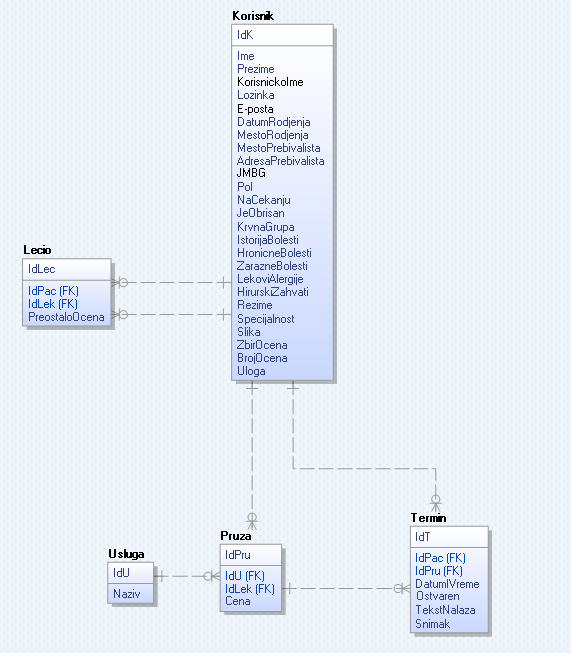 Korisnik
IdK
Ime
Prezime
KorisnickoIme
Lozinka
E-posta
DatumRodjenja
MestoRodjenja
MestoPrebivalista
AdresaPrebivalista
JMBG
Pol
NaCekanju
JeObrisan
KrvnaGrupa
IstorijaBolesti
HronicneBolesti
ZarazneBolesti
LekoviAlergije
HirurskiZahvati
Rezime
Specijalnost
Slika
ZbirOcena
BrojOcena
Uloga
Lecio
IdLec
IdPac (FK)
IdLek (FK)
PreostaloOcena
Usluga
IdU
Naziv
Pruza
IdPru
IdU (FK)
IdLek (FK)
Cena
Termin
IdT
IdPac (FK)
IdPru (FK)
DatumIVreme
Ostvaren
TekstNalaza
Snimak